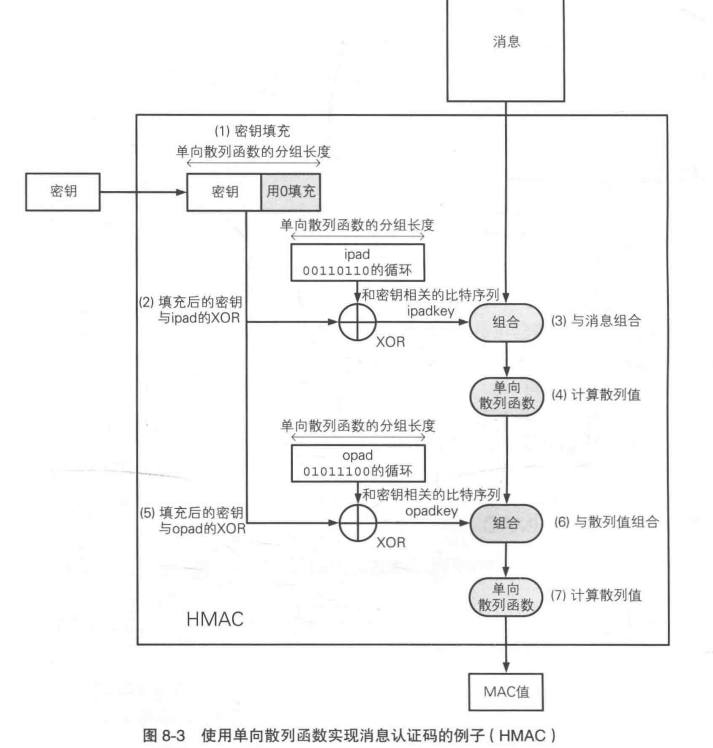 消息
(1) 密钥填充
单向散列函数的分组长度
密钥
密钥
用0填充
单向散列函数的分组长度
ipad
00110110的循环
(2) 填充后的密钥
与ipad的XOR
和密钥相关的比特序列
ipadkey
XOR
组合
(3) 与消息组合
单向
散列函数
(4) 计算散列值
单向散列函数的分组长度
opad
01011100的循环
(5) 填充后的密钥
与opad的XOR
和密钥相关的比特序列
opadkey
XOR
组合
(6) 与散列值组合
单向
散列函数
(7) 计算散列值
HMAC
MAC值
图 8-3 使用单向散列函数实现消息认证码的例子（HMAC）